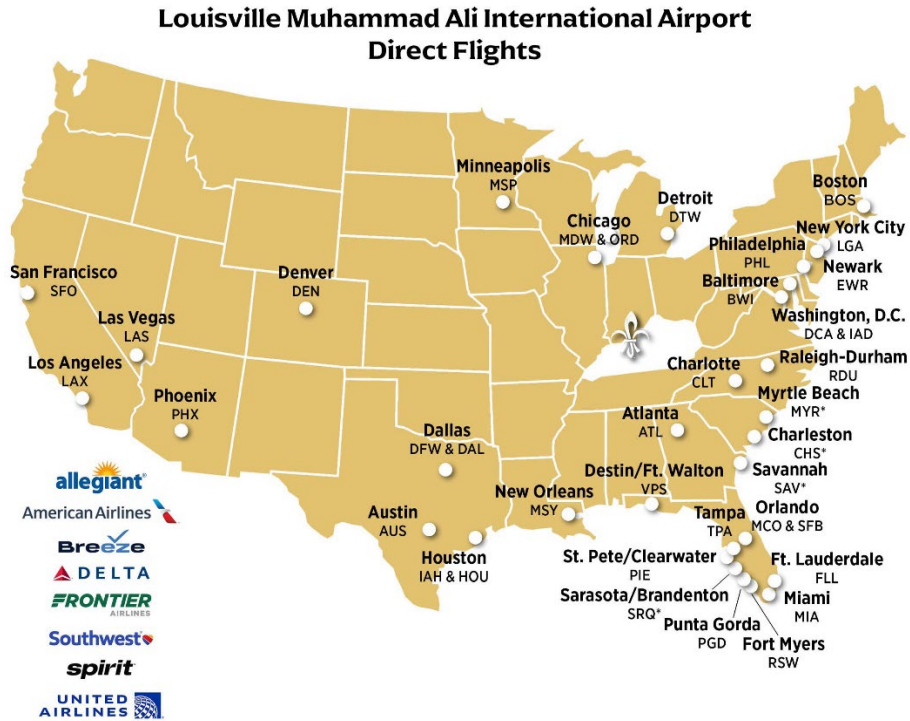 Louisville Muhammad Ali International Airport
Direct Flights
Minneapolis
MSP
Chicago
MDW & ORD
Detroit
DTW
Boston
BOS
New York City
LGA
Philadelphia
PHL
Newark
EWR
Baltimore
BWI
Washington, D.C.
DCA & IAD
San Francisco
SFO
Denver
DEN
Las Vegas
LAS
Los Angeles
LAX
Phoenix
PHX
Charlotte
CLT
Raleigh-Durham
RDU
Myrtle Beach
MYR*
Atlanta
ATL
Charleston
CHS*
Dallas
DFW & DAL
Savannah
SAV*
Destin/Ft. Walton
VPS
New Orleans
MSY
Austin
AUS
Houston
IAH & HOU
Tampa
TPA
Orlando
MCO & SFB
St. Pete/Clearwater
PIE
Ft. Lauderdale
FLL
Sarasota/Brandenton
SRQ*
Miami
MIA
Punta Gorda
PGD
Fort Myers
RSW
allegiant
American Airlines
Breeze
DELTA
FRONTIER
AIRLINES
Southwest
spirit
UNITED
AIRLINES